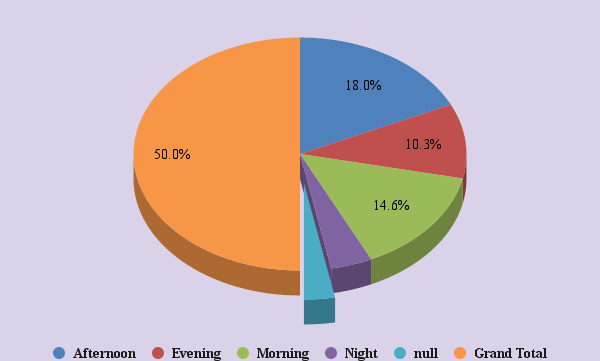 18.0%
10.3%
50.0%
14.6%
Afternoon Evening Morning Night null Grand Total